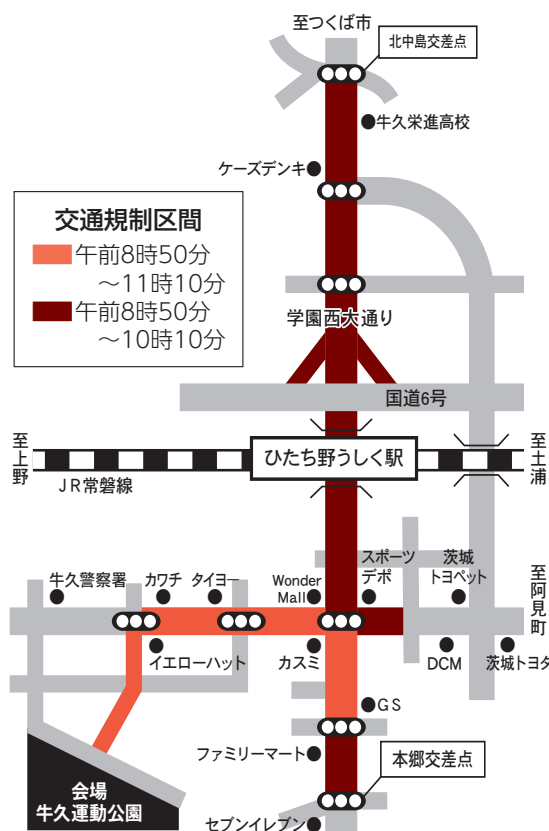 至つくば市
北中島交差点
牛久栄進高校
ケーズデンキ
交通規制区間
午前8時50分
～11時10分
午前8時50分
～10時10分
学園西大通り
国道6号
至上野
ひたち野うしく駅
至土浦
JR常磐線
スポーツ
デポ
茨城
トヨペット
至阿見町
牛久警察署
カワチ
タイヨー
Wonder
Mall
イエローハット
カスミ
DCM
茨城トヨタ
GS
ファミリーマート
本郷交差点
会場
牛久運動公園
セブンイレブン